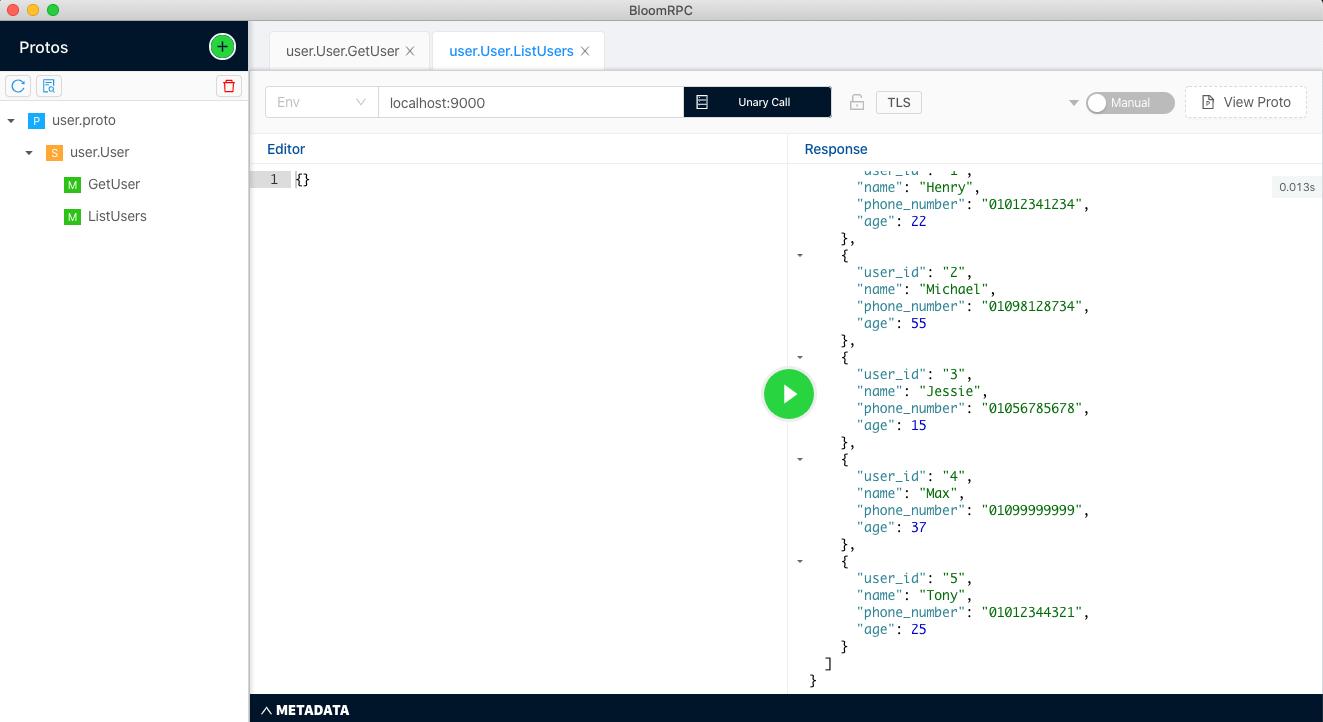 BloomRPC
Protos
user.User.GetUser
user.User.ListUsers
Env
localhost:9000
Unary Call
TLS
Manual
View Proto
P user.proto
S user.User
M GetUser
M ListUsers
Editor
1 {}
Response
0.013s
"user_id": "1",
"name": "Henry",
"phone_number": "01012341234",
"age": 22
},
{
"user_id": "2",
"name": "Michael",
"phone_number": "01098128734",
"age": 55
},
{
"user_id": "3",
"name": "Jessie",
"phone_number": "01056785678",
"age": 15
},
{
"user_id": "4",
"name": "Max",
"phone_number": "01099999999",
"age": 37
},
{
"user_id": "5",
"name": "Tony",
"phone_number": "01012344321",
"age": 25
}
]
}
METADATA